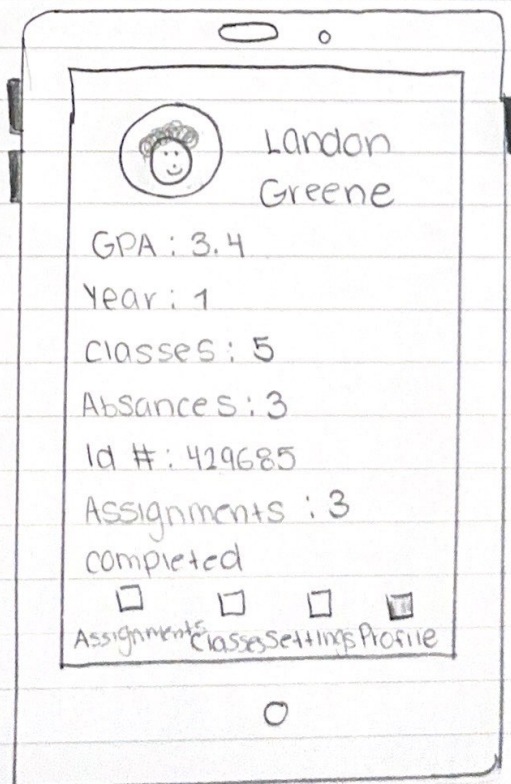 Landon
Greene
GPA: 3.4
Year: 1
Classes: 5
Absances: 3
Id #: 429685
Assignments : 3
completed
Assignments Classes Settings Profile